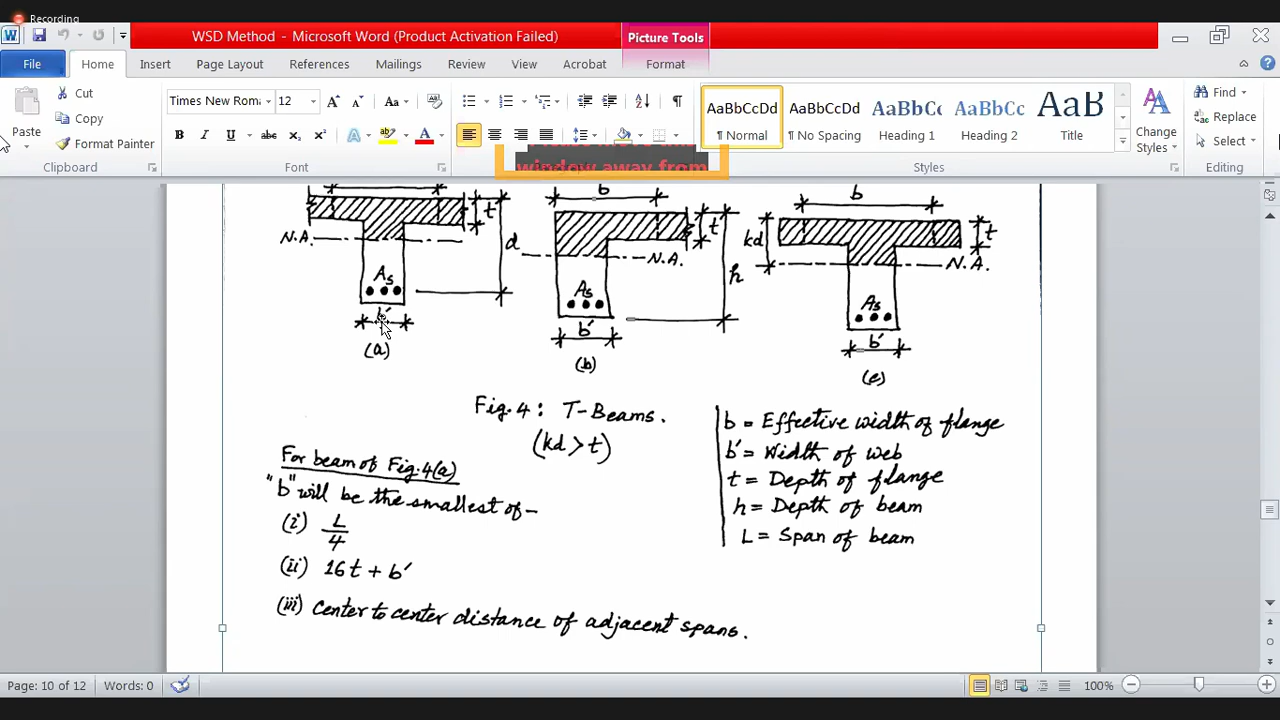 Recording
WSD Method - Microsoft Word (Product Activation Failed)
Picture Tools
File Home Insert Page Layout References Mailings Review View Acrobat Format
Paste
Cut
Copy
Format Painter
Clipboard
Times New Rom 12
Font
Paragraph
window away from
AaBbCcDd AaBbCcDd AaBbCc AaBbCc AaB
¶ Normal ¶ No Spacing Heading 1 Heading 2 Title
Change Styles
Styles
Find
Replace
Select
Editing
t
N.A.
d
As
b'
(a)
b
t
N.A.
h
As
b'
(b)
b
kd
t
N.A.
As
b'
(c)
Fig. 4: T-Beams.
(kd > t)
b = Effective width of flange
b' = Width of web
t = Depth of flange
h = Depth of beam
L = Span of beam
For beam of Fig. 4(a)
"b" will be the smallest of -
(i) L/4
(ii) 16t + b'
(iii) Center to center distance of adjacent spans.
Page: 10 of 12 Words: 0 100%